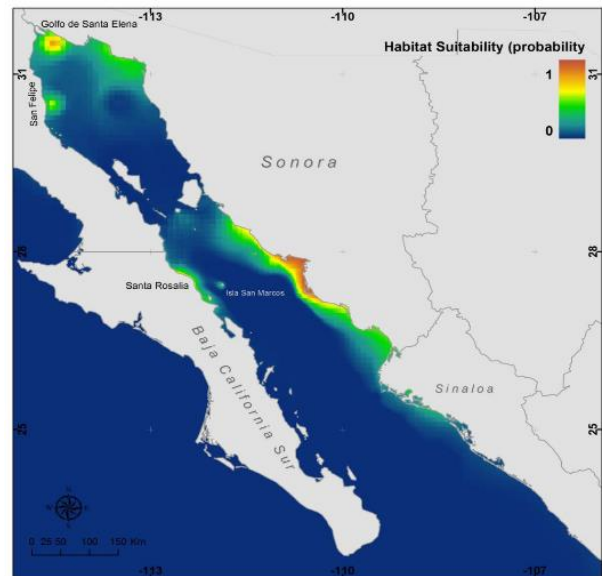 -113 -110 -107
Golfo de Santa Elena
Habitat Suitability (probability
31 31
1
San Felipe
0
Sonora
28 28
Santa Rosalia
Isla San Marcos
Baja California Sur
Sinaloa
25 25
N
W E
S
0 25 50 100 150 Km
-113 -110 -107